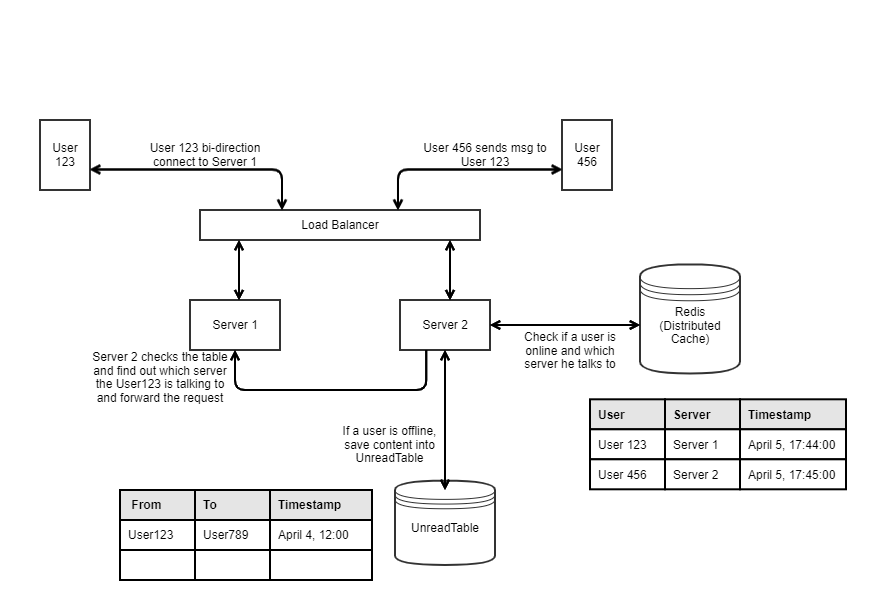 User
123
User 123 bi-direction
connect to Server 1
User 456 sends msg to
User 123
User
456
Load Balancer
Server 1
Server 2
Redis
(Distributed
Cache)
Check if a user is
online and which
server he talks to
Server 2 checks the table
and find out which server
the User123 is talking to
and forward the request
User Server Timestamp
User 123 Server 1 April 5, 17:44:00
User 456 Server 2 April 5, 17:45:00
If a user is offline,
save content into
UnreadTable
From To Timestamp
User123 User789 April 4, 12:00
UnreadTable